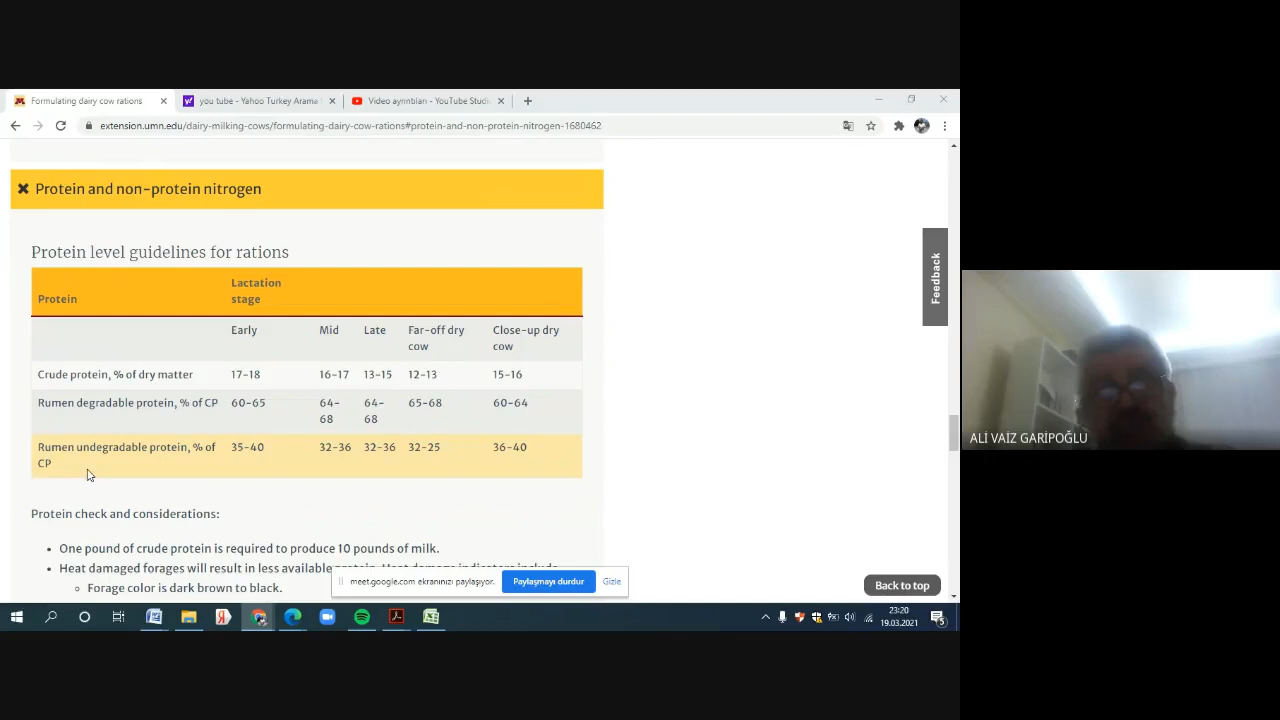 Formulating dairy cow rations
you tube - Yahoo Turkey Arama
Video ayrıntıları - YouTube Studi
extension.umn.edu/dairy-milking-cows/formulating-dairy-cow-rations#protein-and-non-protein-nitrogen-1680462
Protein and non-protein nitrogen
Protein level guidelines for rations
Protein Lactation
stage
Early Mid Late Far-off dry Close-up dry
cow cow
Crude protein, % of dry matter 17-18 16-17 13-15 12-13 15-16
Rumen degradable protein, % of CP 60-65 64- 64- 65-68 60-64
68 68
Rumen undegradable protein, % of 35-40 32-36 32-36 32-25 36-40
CP
Protein check and considerations:
One pound of crude protein is required to produce 10 pounds of milk.
Heat damaged forages will result in less available protein. Heat damage indicators include
Forage color is dark brown to black.
meet.google.com ekranınızı paylaşıyor. Paylaşmayı durdur Gizle
Feedback
Back to top
23:20
19.03.2021
5
ALİ VAİZ GARİPOĞLU